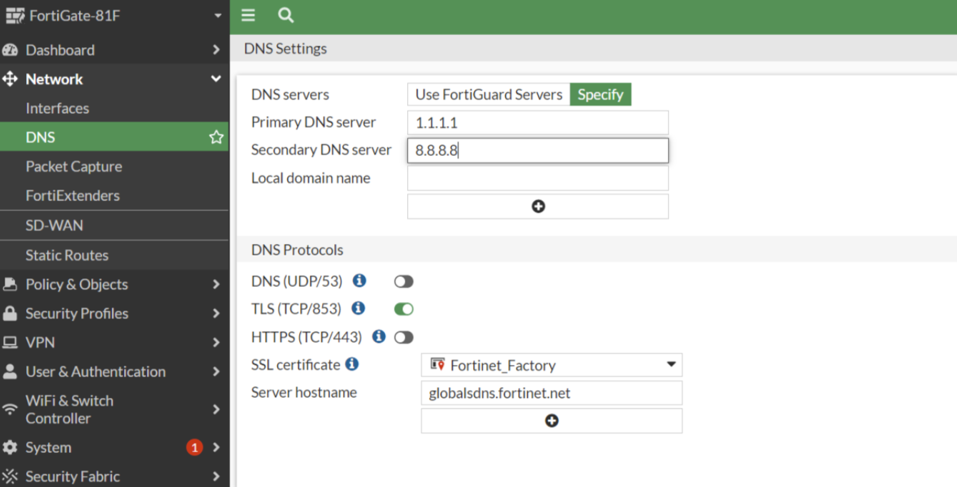 FortiGate-81F
Dashboard
Network
Interfaces
DNS
Packet Capture
FortiExtenders
SD-WAN
Static Routes
Policy & Objects
Security Profiles
VPN
User & Authentication
WiFi & Switch
Controller
System 1
Security Fabric
DNS Settings
DNS servers Use FortiGuard Servers Specify
Primary DNS server 1.1.1.1
Secondary DNS server 8.8.8.8
Local domain name
DNS Protocols
DNS (UDP/53)
TLS (TCP/853)
HTTPS (TCP/443)
SSL certificate Fortinet_Factory
Server hostname globalsdns.fortinet.net